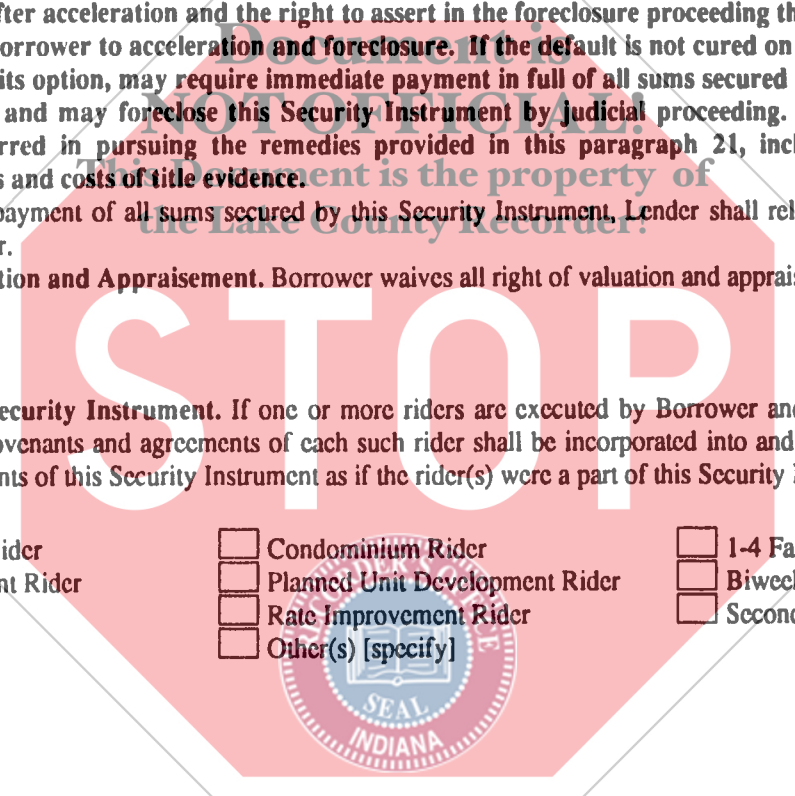 fter acceleration and the right to assert in the foreclosure proceeding th
orrower to acceleration and foreclosure. If the default is not cured on
its option, may require immediate payment in full of all sums secured
and may foreclose this Security Instrument by judicial proceeding.
rred in pursuing the remedies provided in this paragraph 21, incl
s and costs of title evidence.
payment of all sums secured by this Security Instrument, Lender shall rel
r.
tion and Appraisement. Borrower waives all right of valuation and apprais
ecurity Instrument. If one or more riders are executed by Borrower and
ovenants and agreements of each such rider shall be incorporated into and
nts of this Security Instrument as if the rider(s) were a part of this Security
ider
Condominium Rider
1-4 Fa
nt Rider
Planned Unit Development Rider
Biweek
Rate Improvement Rider
Second
Other(s) [specify]
Document is
NOT OFFICIAL!
This Document is the property of
the Lake County Recorder!
STOP
RECORDER'S OFFICE
SEAL
INDIANA